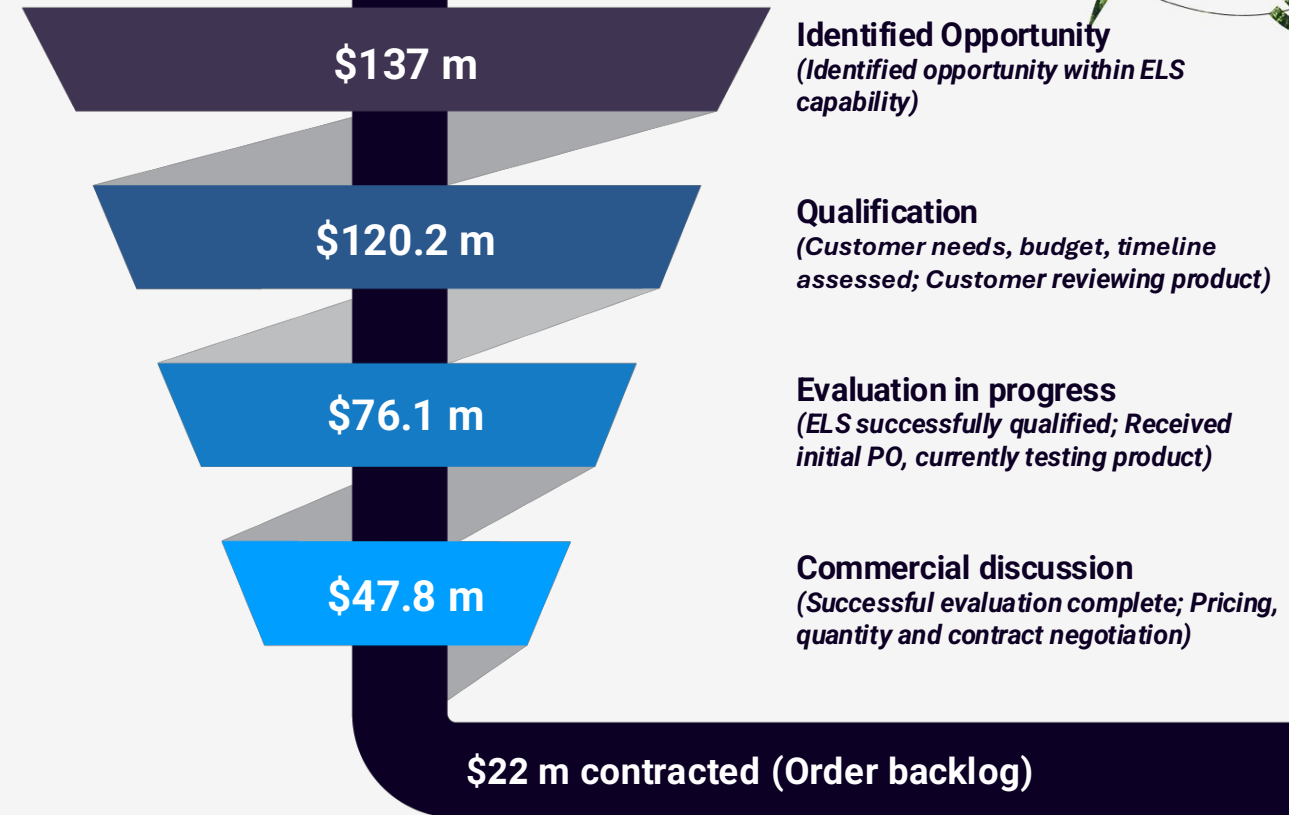 $137 m
Identified Opportunity
(Identified opportunity within ELS
capability)
$120.2 m
Qualification
(Customer needs, budget, timeline
assessed; Customer reviewing product)
$76.1 m
Evaluation in progress
(ELS successfully qualified; Received
initial PO, currently testing product)
$47.8 m
Commercial discussion
(Successful evaluation complete; Pricing,
quantity and contract negotiation)
$22 m contracted (Order backlog)